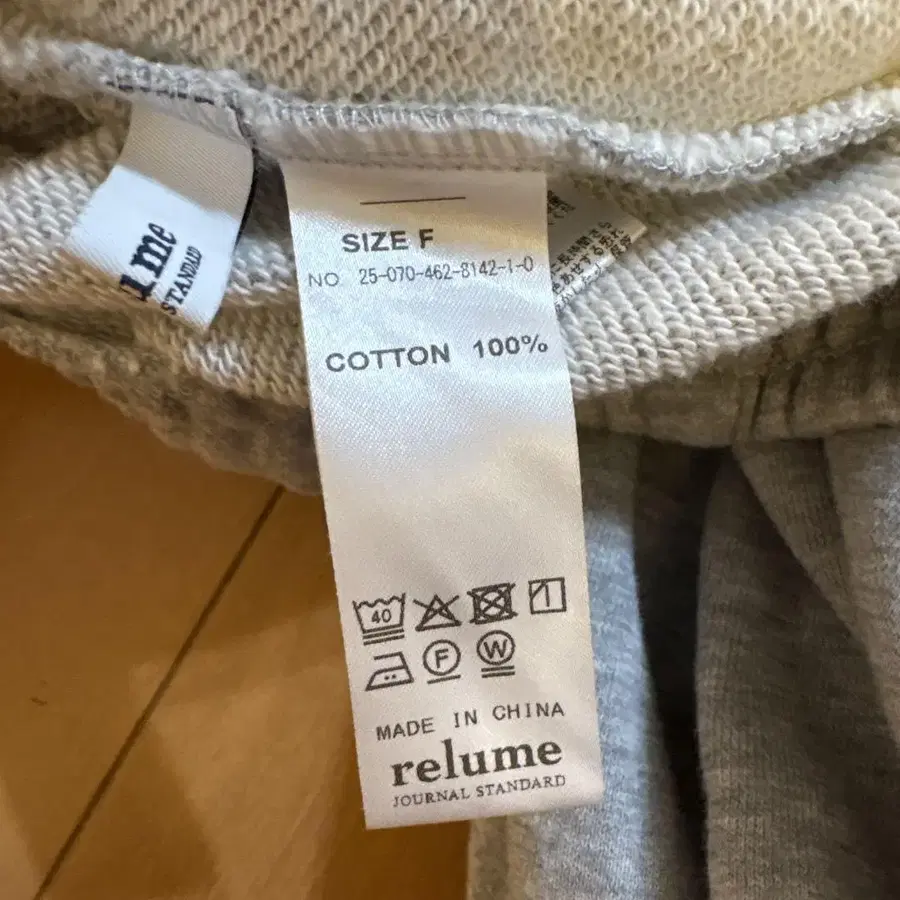 SIZE F
NO 25-070-462-8142-1-0
COTTON 100%
40
F W
MADE IN CHINA
relume
JOURNAL STANDARD
me
STANDARD